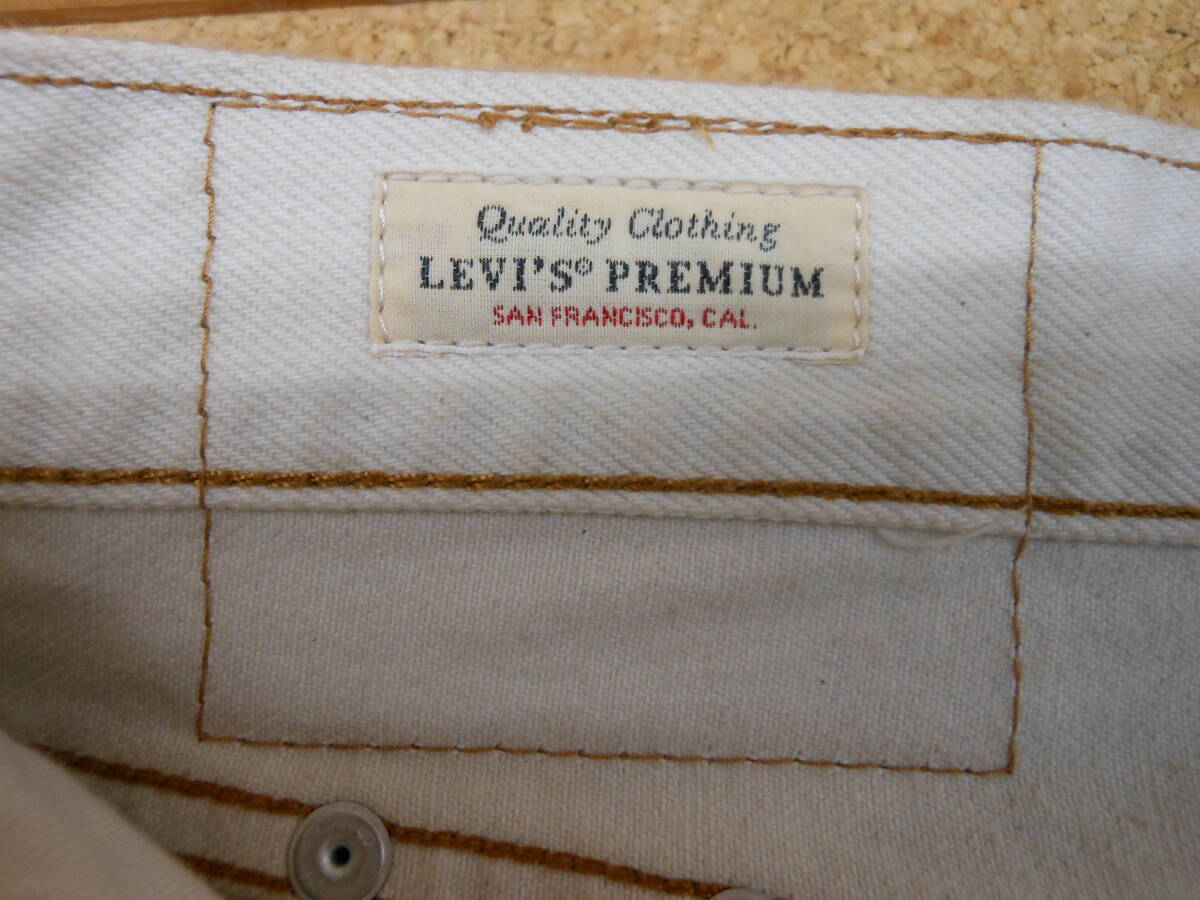 Quality Clothing
LEVI'S® PREMIUM
SAN FRANCISCO, CAL.